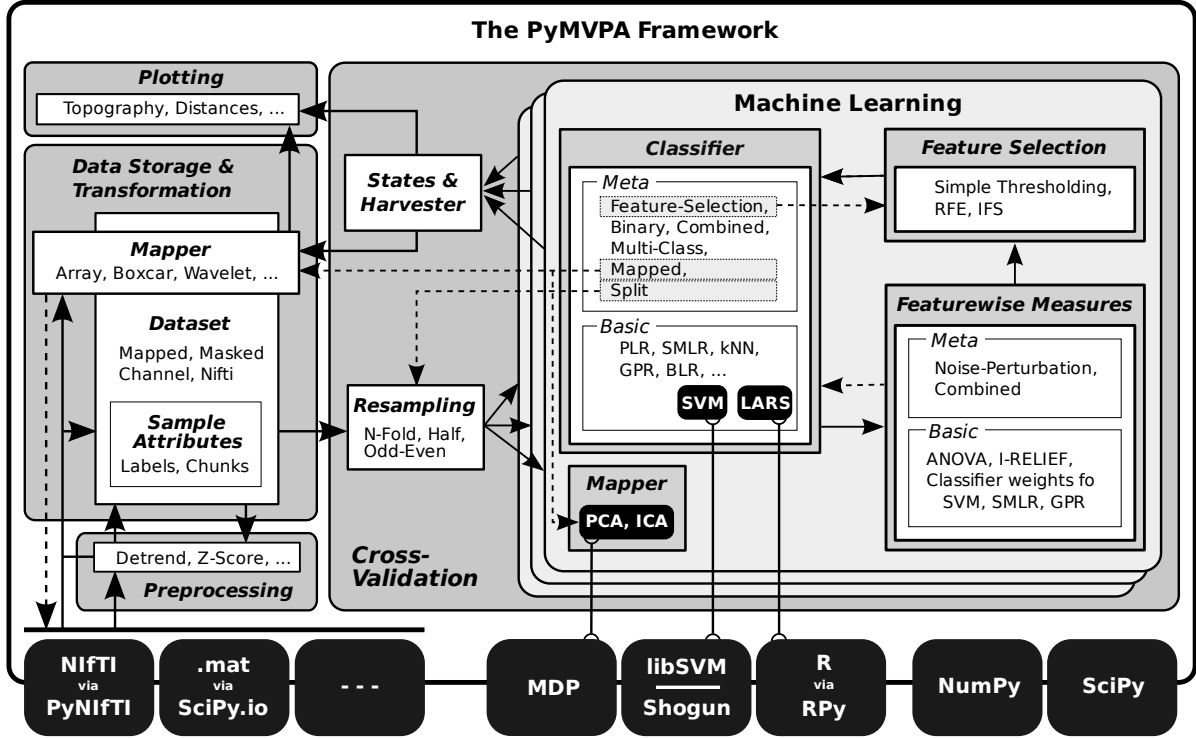 The PyMVPA Framework
Plotting
Topography, Distances, ...
Data Storage &
Transformation
Mapper
Array, Boxcar, Wavelet, ...
Dataset
Mapped, Masked
Channel, Nifti
Sample
Attributes
Labels, Chunks
Detrend, Z-Score, ...
Preprocessing
States &
Harvester
Resampling
N-Fold, Half,
Odd-Even
Cross-
Validation
Machine Learning
Classifier
Meta
Feature-Selection,
Binary, Combined,
Multi-Class,
Mapped,
Split
Basic
PLR, SMLR, kNN,
GPR, BLR, ...
SVM
LARS
Mapper
PCA, ICA
Feature Selection
Simple Thresholding,
RFE, IFS
Featurewise Measures
Meta
Noise-Perturbation,
Combined
Basic
ANOVA, I-RELIEF,
Classifier weights fo
SVM, SMLR, GPR
NIfTI
via
PyNIfTI
.mat
via
SciPy.io
- - -
MDP
libSVM
Shogun
R
via
RPy
NumPy
SciPy